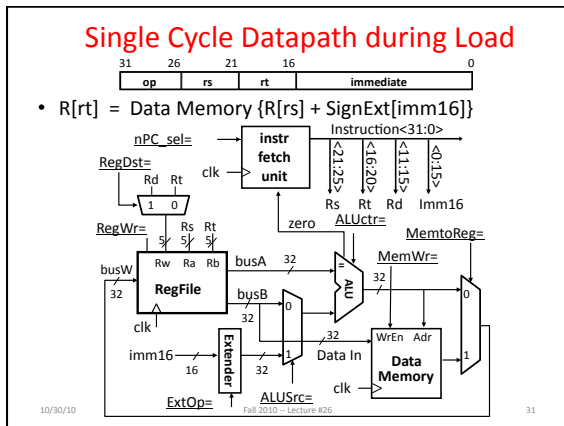 Single Cycle Datapath during Load
31 26 21 16 0
op rs rt immediate
• R[rt] = Data Memory {R[rs] + SignExt[imm16]}
nPC_sel=
instr
fetch
unit
Instruction<31:0>
clk
<21:25>
<16:20>
<11:15>
<0:15>
Rs Rt Rd Imm16
RegDst=
Rd Rt
1 0
zero
ALUctr=
RegWr=
Rs Rt
5 5 5
MemtoReg=
Rw Ra Rb
RegFile
busW
32
clk
busA
32
busB
32
=
ALU
32
MemWr=
0
1
0
1
WrEn Adr
Data
Memory
32
Data In
clk
imm16
16
Extender
32
ExtOp=
ALUSrc=
10/30/10
Fall 2010 -- Lecture #26
31